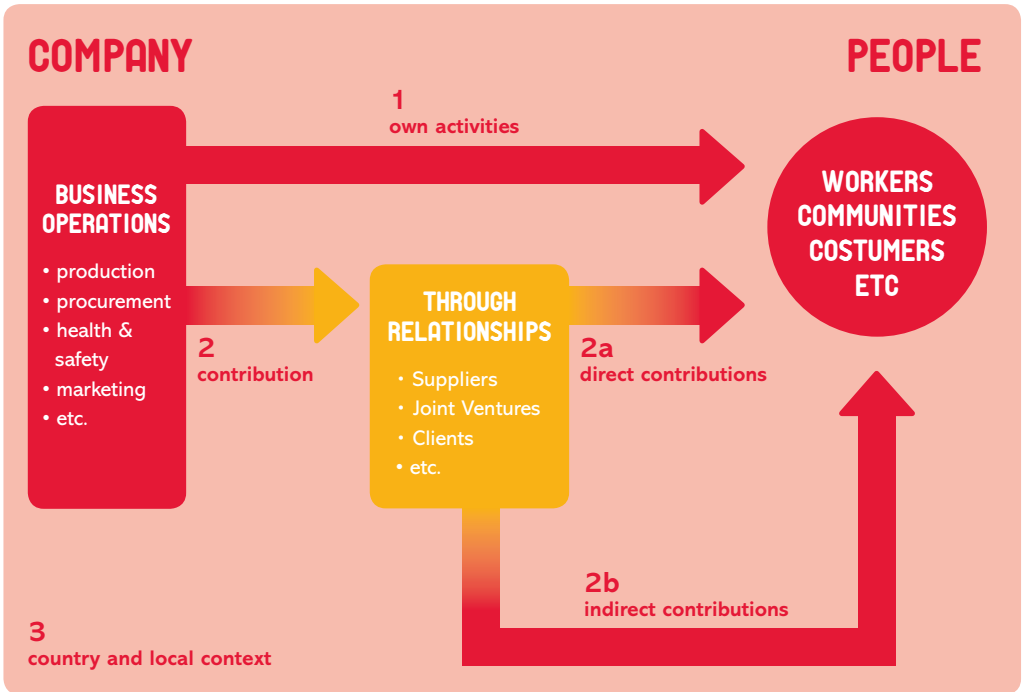 COMPANY
PEOPLE
1
own activities
BUSINESS
OPERATIONS
• production
• procurement
• health &
safety
• marketing
• etc.
WORKERS
COMMUNITIES
COSTUMERS
ETC
2
contribution
THROUGH
RELATIONSHIPS
• Suppliers
• Joint Ventures
• Clients
• etc.
2a
direct contributions
2b
indirect contributions
3
country and local context